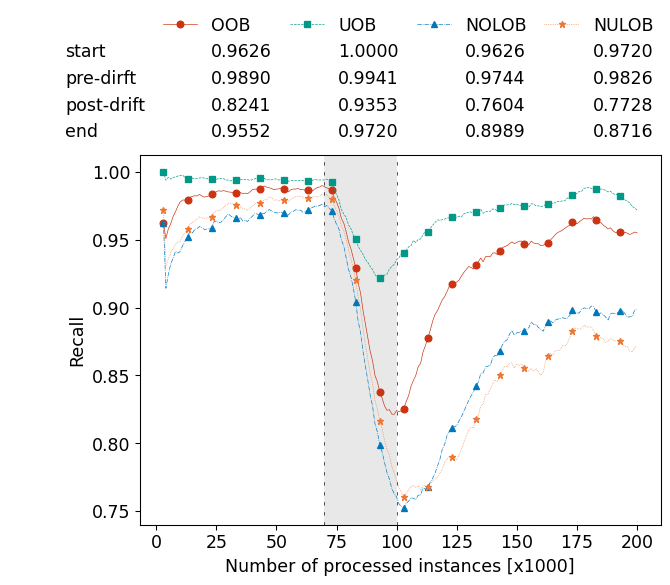 OOB UOB NOLOB NULOB
start 0.9626 1.0000 0.9626 0.9720
pre-dirft 0.9890 0.9941 0.9744 0.9826
post-drift 0.8241 0.9353 0.7604 0.7728
end 0.9552 0.9720 0.8989 0.8716
1.00
0.95
0.90
0.85
0.80
0.75
Recall
0 25 50 75 100 125 150 175 200
Number of processed instances [x1000]